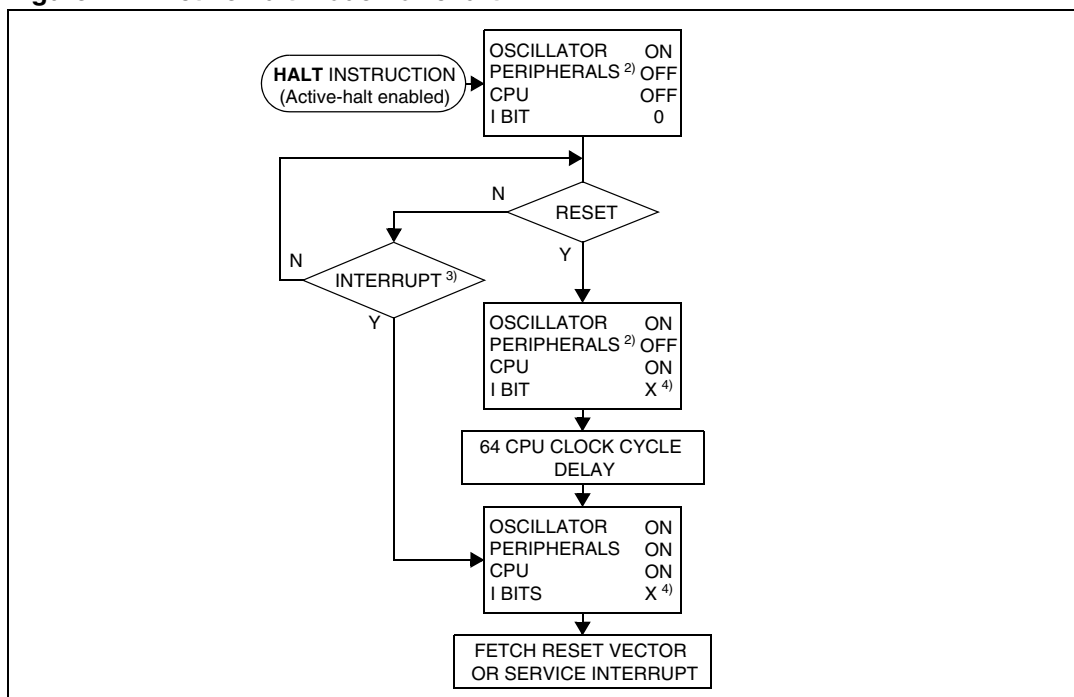 HALT INSTRUCTION
(Active-halt enabled)
OSCILLATOR ON
PERIPHERALS 2) OFF
CPU OFF
I BIT 0
N
RESET
Y
N
INTERRUPT 3)
Y
OSCILLATOR ON
PERIPHERALS 2) OFF
CPU ON
I BIT X 4)
64 CPU CLOCK CYCLE
DELAY
OSCILLATOR ON
PERIPHERALS ON
CPU ON
I BITS X 4)
FETCH RESET VECTOR
OR SERVICE INTERRUPT